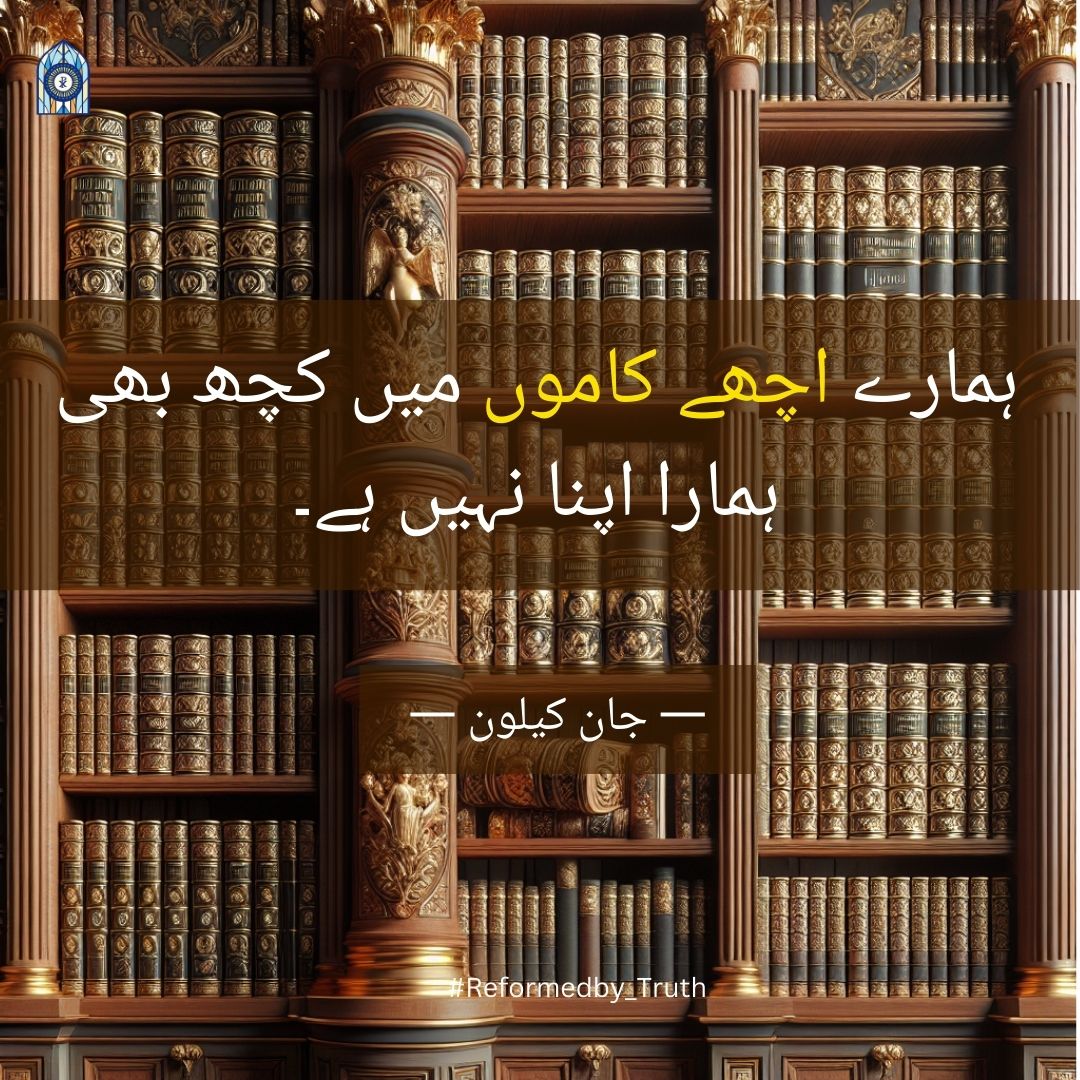 ہمارے اچھے کاموں میں کچھ بھی
ہمارا اپنا نہیں ہے۔
— جان کیلون —
#Reformedby_Truth